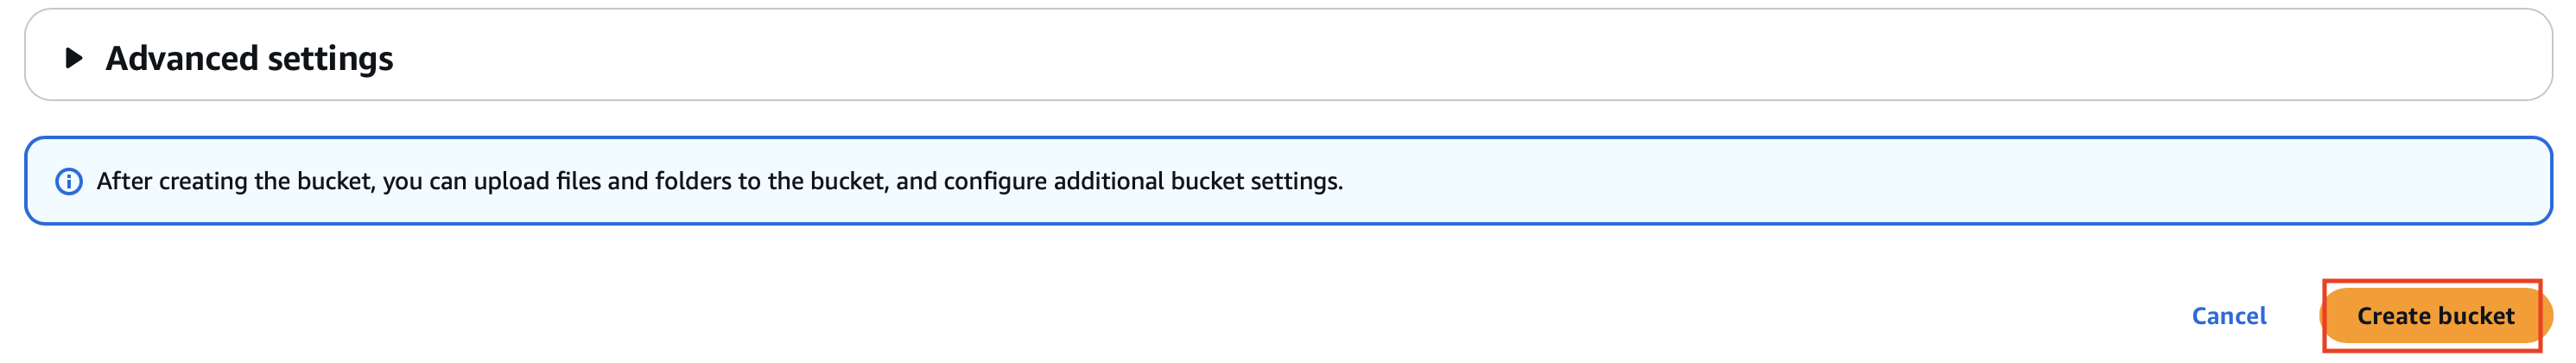 Advanced settings
After creating the bucket, you can upload files and folders to the bucket, and configure additional bucket settings.
Cancel
Create bucket